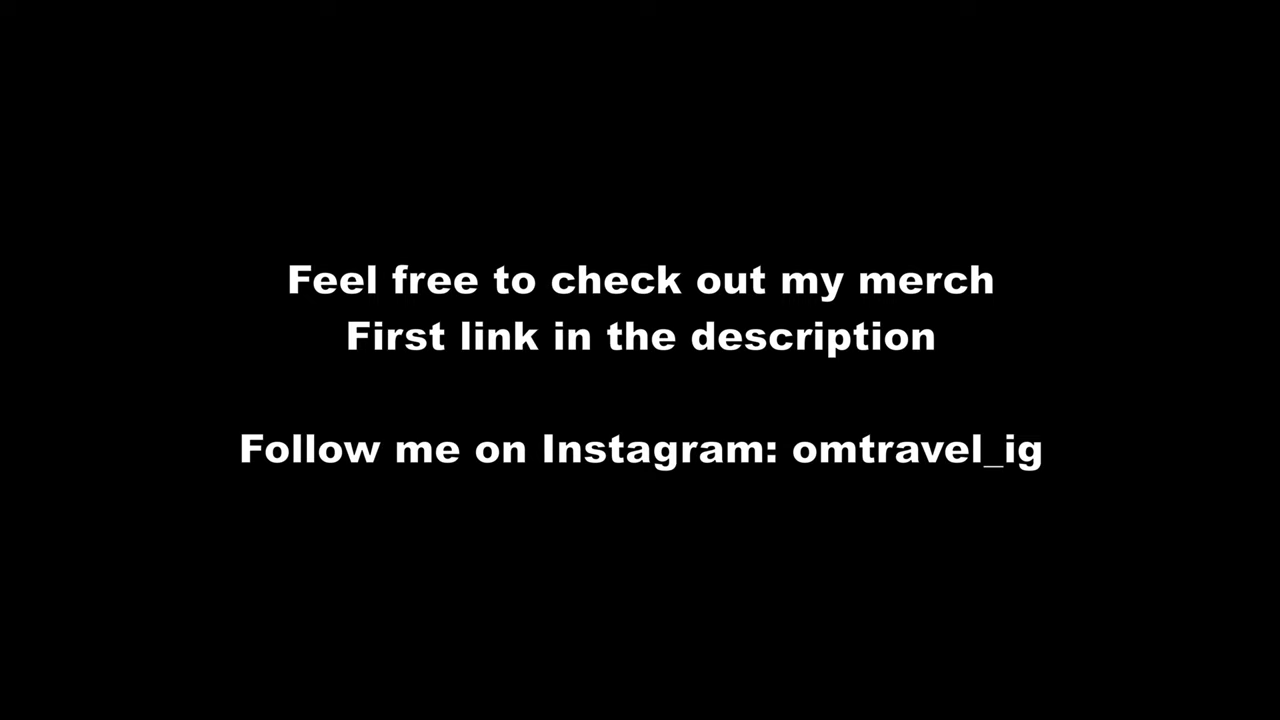 Feel free to check out my merch
First link in the description
Follow me on Instagram: omtravel_ig